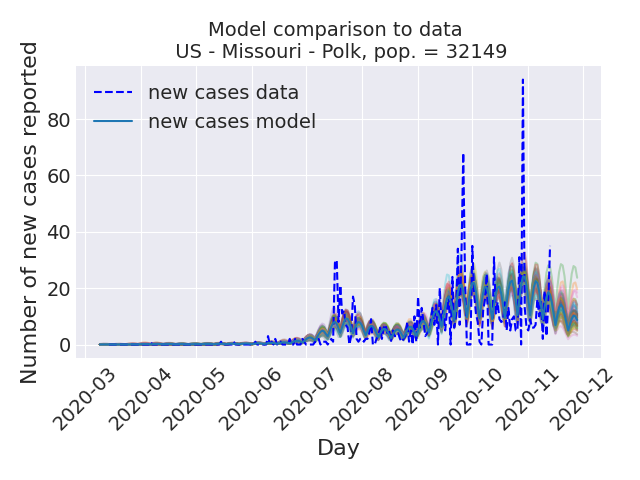 Model comparison to data
US - Missouri - Polk, pop. = 32149
new cases data
new cases model
Number of new cases reported
80
60
40
20
0
2020-03
2020-04
2020-05
2020-06
2020-07
2020-08
2020-09
2020-10
2020-11
2020-12
Day